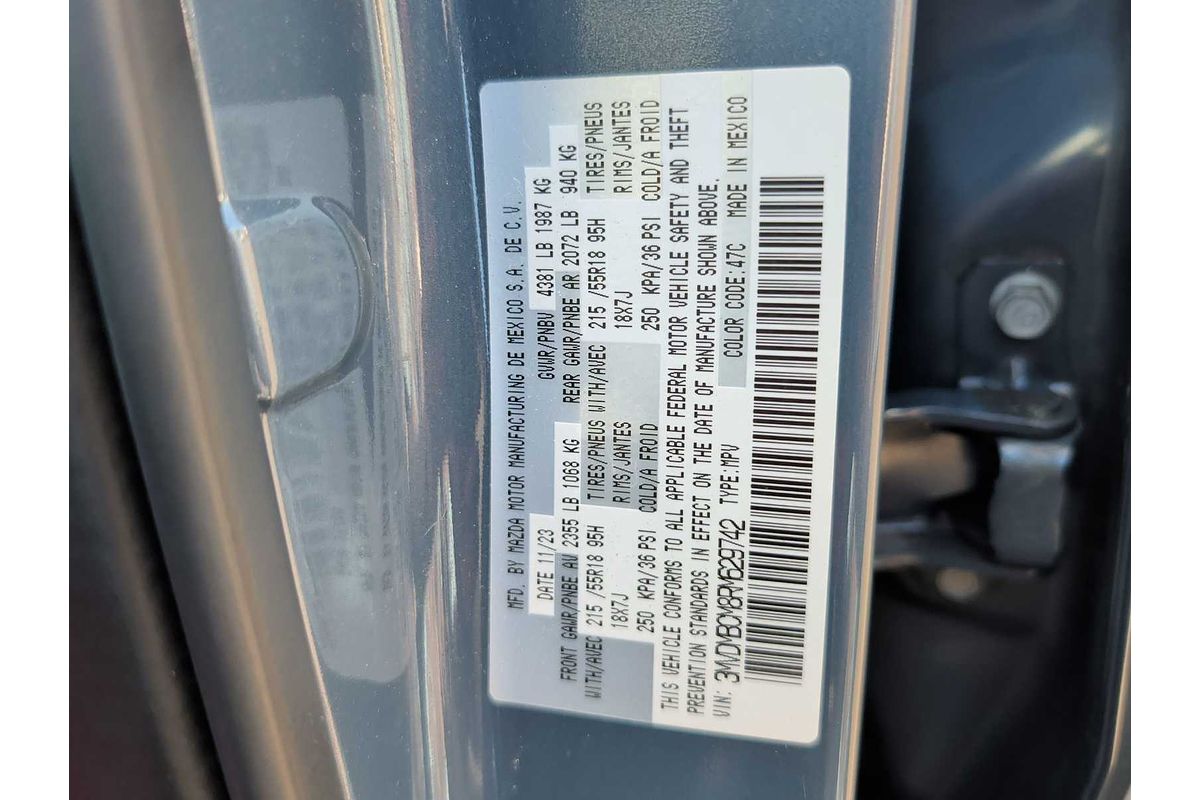 MFD. BY MAZDA MOTOR MANUFACTURING DE MEXICO S.A. DE C.V.
DATE 11/23 GVWR/PNBV 4381 LB 1987 KG
FRONT GAWR/PNBE AV 2355 LB 1068 KG REAR GAWR/PNBE AR 2072 LB 940 KG
WITH/AVEC 215 /55R18 95H TIRES/PNEUS WITH/AVEC 215 /55R18 95H TIRES/PNEUS
18X7J RIMS/JANTES 18X7J RIMS/JANTES
250 KPA/36 PSI COLD/A FROID 250 KPA/36 PSI COLD/A FROID
THIS VEHICLE CONFORMS TO ALL APPLICABLE FEDERAL MOTOR VEHICLE SAFETY AND THEFT
PREVENTION STANDARDS IN EFFECT ON THE DATE OF MANUFACTURE SHOWN ABOVE.
VIN: 3MVDMBCM8RM629742 TYPE:MPV COLOR CODE:47C MADE IN MEXICO